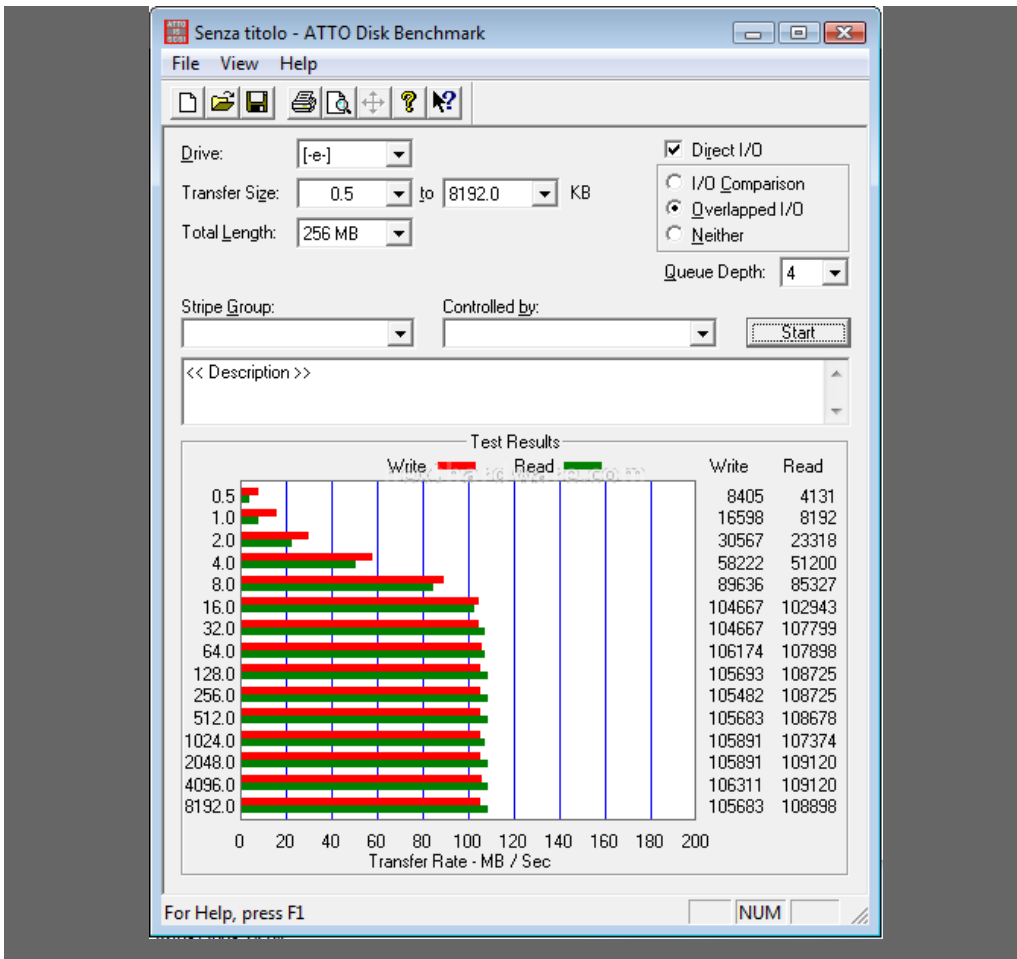 Senza titolo - ATTO Disk Benchmark
File View Help
Drive: [-e-] Direct I/O
Transfer Size: 0.5 to 8192.0 KB I/O Comparison
Overlapped I/O
Total Length: 256 MB Neither
Queue Depth: 4
Stripe Group: Controlled by:
Start
<< Description >>
Test Results
Write Read Write Read
0.5 8405 4131
1.0 16598 8192
2.0 30567 23318
4.0 58222 51200
8.0 89636 85327
16.0 104667 102943
32.0 104667 107799
64.0 106174 107898
128.0 105693 108725
256.0 105482 108725
512.0 105683 108678
1024.0 105891 107374
2048.0 105891 109120
4096.0 106311 109120
8192.0 105683 108898
0 20 40 60 80 100 120 140 160 180 200
Transfer Rate - MB / Sec
For Help, press F1 NUM